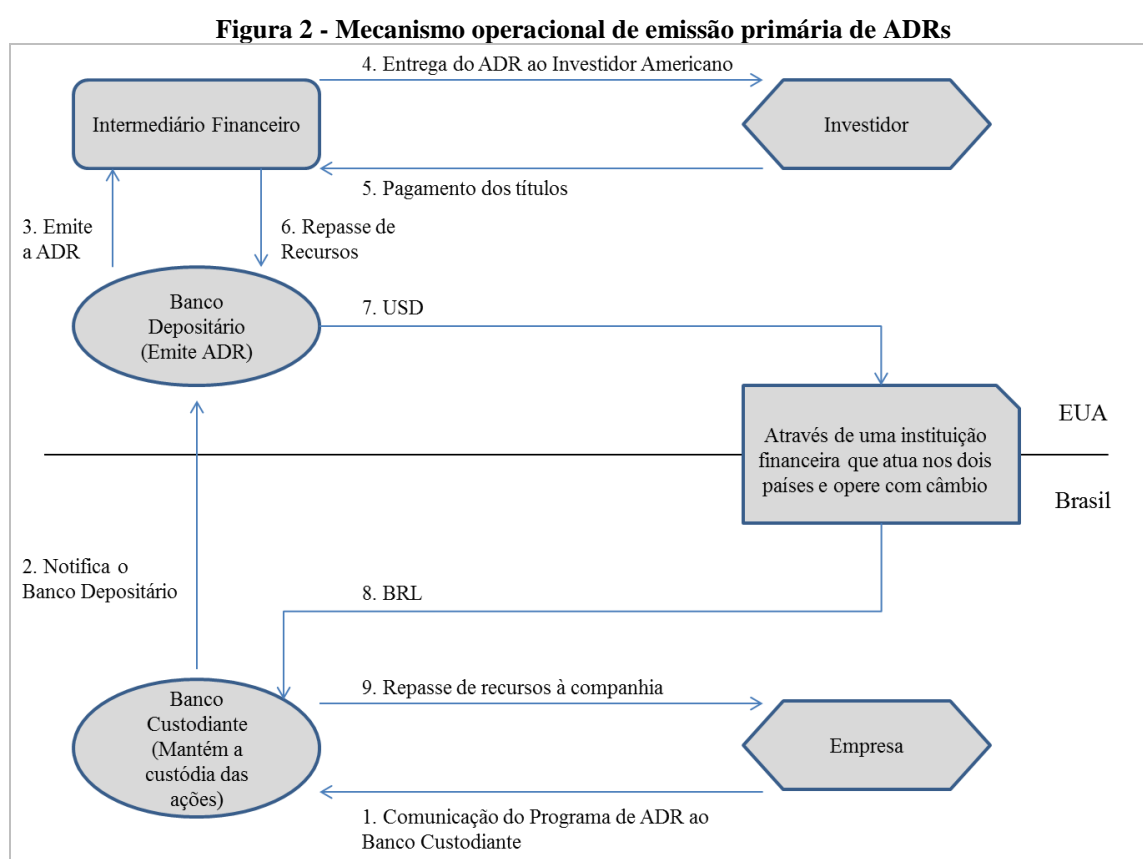 Figura 2 - Mecanismo operacional de emissão primária de ADRs
4. Entrega do ADR ao Investidor Americano
Intermediário Financeiro
Investidor
5. Pagamento dos títulos
3. Emite
a ADR
6. Repasse de
Recursos
Banco
Depositário
(Emite ADR)
7. USD
EUA
Através de uma instituição
financeira que atua nos dois
países e opere com câmbio
Brasil
2. Notifica o
Banco Depositário
8. BRL
9. Repasse de recursos à companhia
Banco
Custodiante
(Mantém a
custódia das
ações)
Empresa
1. Comunicação do Programa de ADR ao
Banco Custodiante